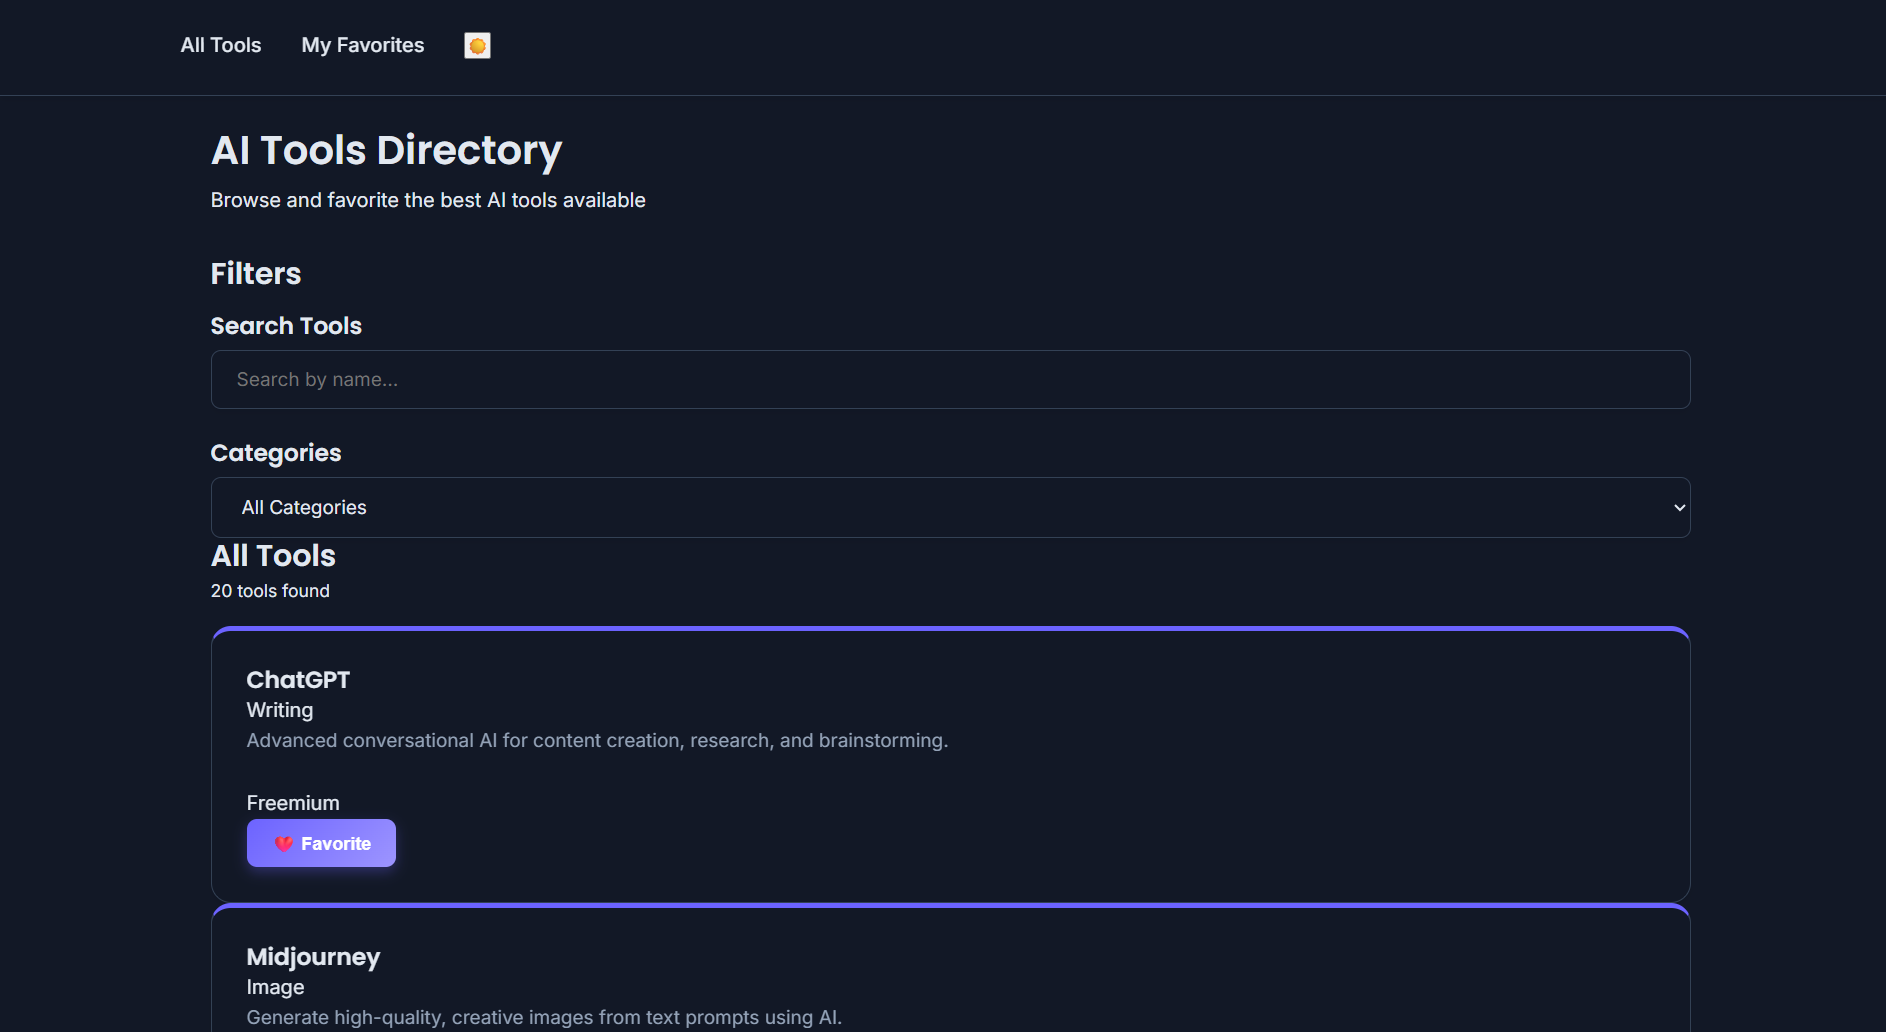 All Tools My Favorites
AI Tools Directory
Browse and favorite the best AI tools available
Filters
Search Tools
Search by name...
Categories
All Categories
All Tools
20 tools found
ChatGPT
Writing
Advanced conversational AI for content creation, research, and brainstorming.
Freemium
Favorite
Midjourney
Image
Generate high-quality, creative images from text prompts using AI.